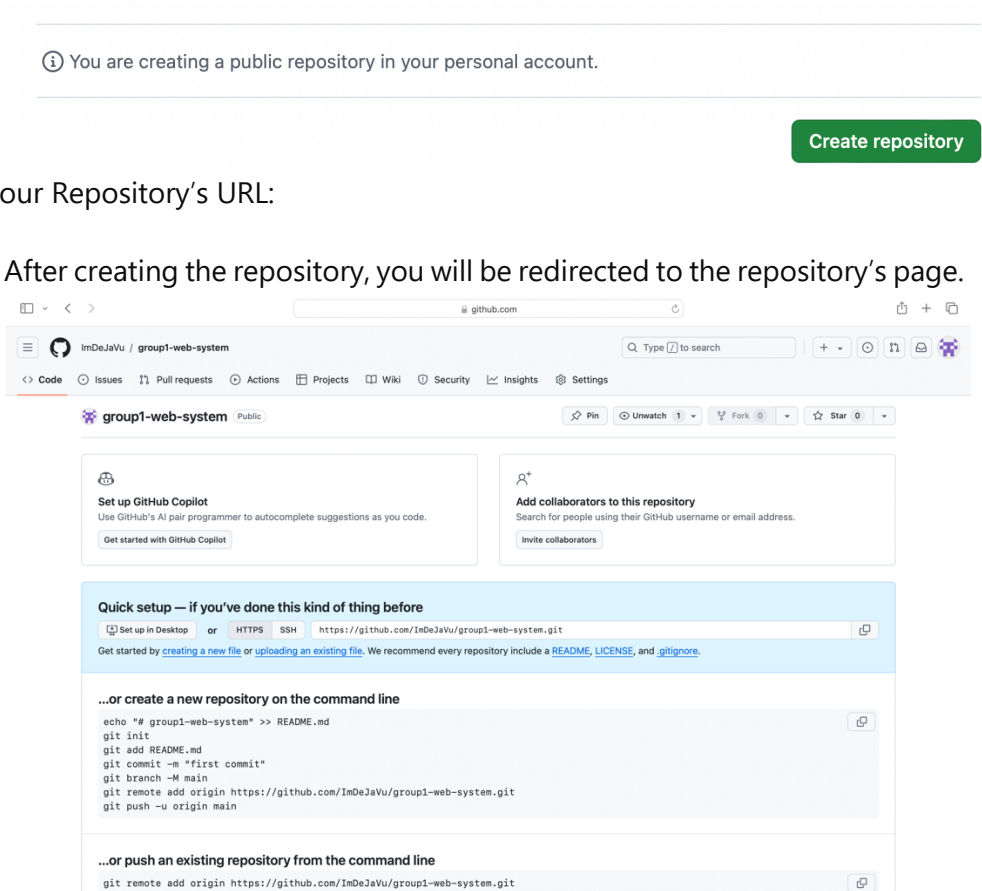 You are creating a public repository in your personal account.
Create repository
our Repository's URL:
After creating the repository, you will be redirected to the repository's page.
github.com
ImDeJaVu / group1-web-system
Type / to search
<> Code Issues Pull requests Actions Projects Wiki Security Insights Settings
group1-web-system Public
Pin Unwatch 1 Fork 0 Star 0
Set up GitHub Copilot
Use GitHub's AI pair programmer to autocomplete suggestions as you code.
Get started with GitHub Copilot
Add collaborators to this repository
Search for people using their GitHub username or email address.
Invite collaborators
Quick setup — if you've done this kind of thing before
Set up in Desktop or HTTPS SSH https://github.com/ImDeJaVu/group1-web-system.git
Get started by creating a new file or uploading an existing file. We recommend every repository include a README, LICENSE, and .gitignore.
...or create a new repository on the command line
echo "# group1-web-system" >> README.md
git init
git add README.md
git commit -m "first commit"
git branch -M main
git remote add origin https://github.com/ImDeJaVu/group1-web-system.git
git push -u origin main
...or push an existing repository from the command line
git remote add origin https://github.com/ImDeJaVu/group1-web-system.git